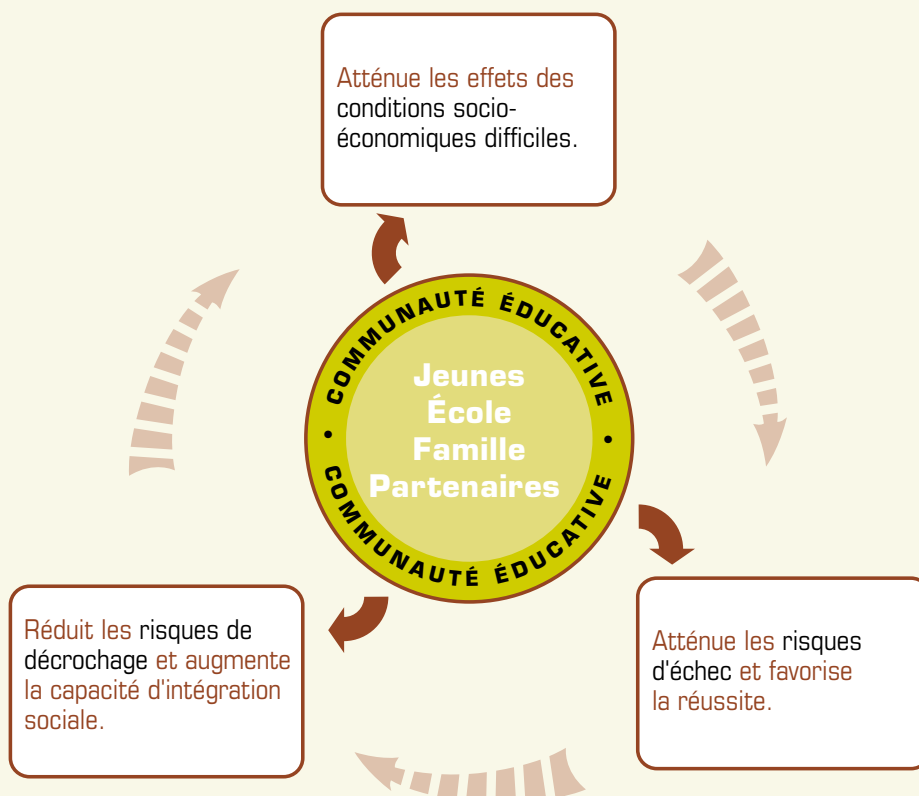 Atténue les effets des
conditions socio-
économiques difficiles.
• COMMUNAUTÉ ÉDUCATIVE •
Jeunes
École
Famille
Partenaires
COMMUNAUTÉ ÉDUCATIVE
Réduit les risques de
décrochage et augmente
la capacité d'intégration
sociale.
Atténue les risques
d'échec et favorise
la réussite.